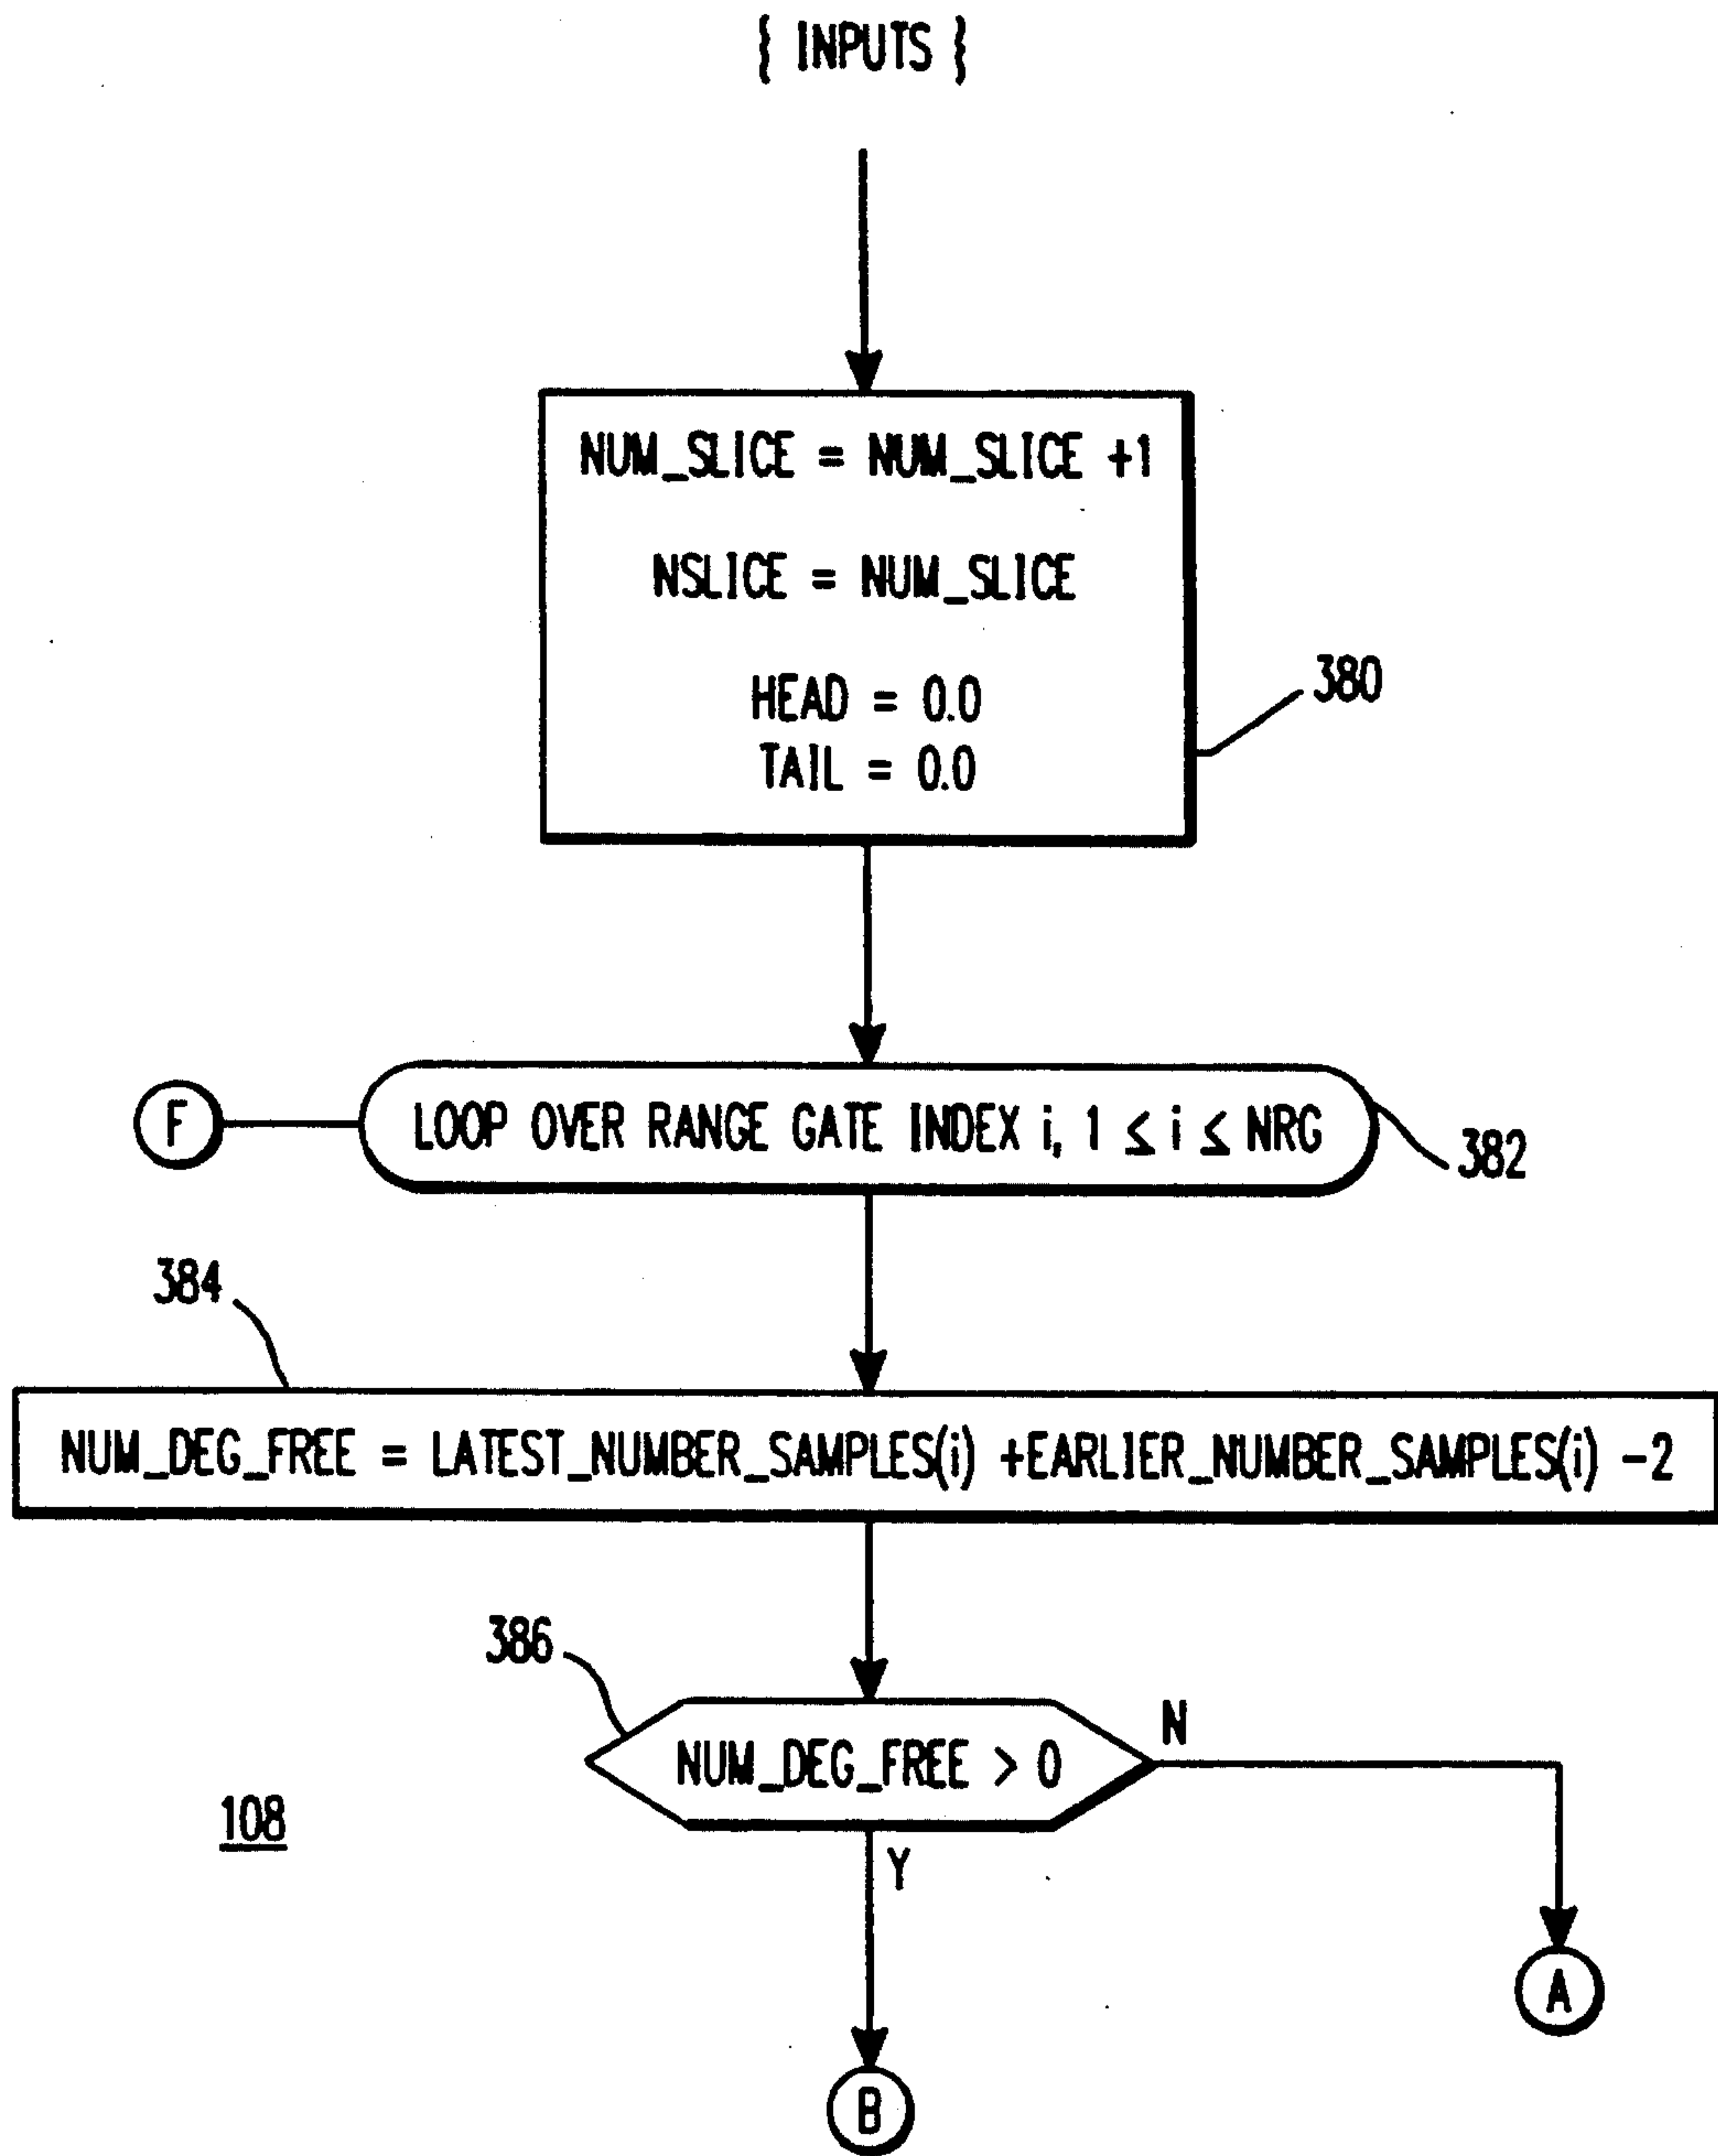 { INPUTS }
NUM_SLICE = NUM_SLICE +1
NSLICE = NUM_SLICE
HEAD = 0.0
TAIL = 0.0
380
F
LOOP OVER RANGE GATE INDEX i, 1 ≤ i ≤ NRG
382
384
NUM_DEG_FREE = LATEST_NUMBER_SAMPLES(i) +EARLIER_NUMBER_SAMPLES(i) -2
386
NUM_DEG_FREE > 0
N
108
Y
A
B